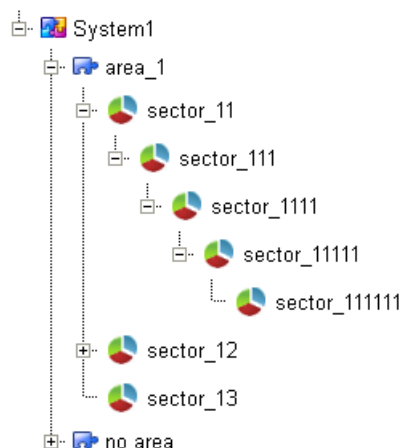 System1
area_1
sector_11
sector_111
sector_1111
sector_11111
sector_111111
sector_12
sector_13
no area